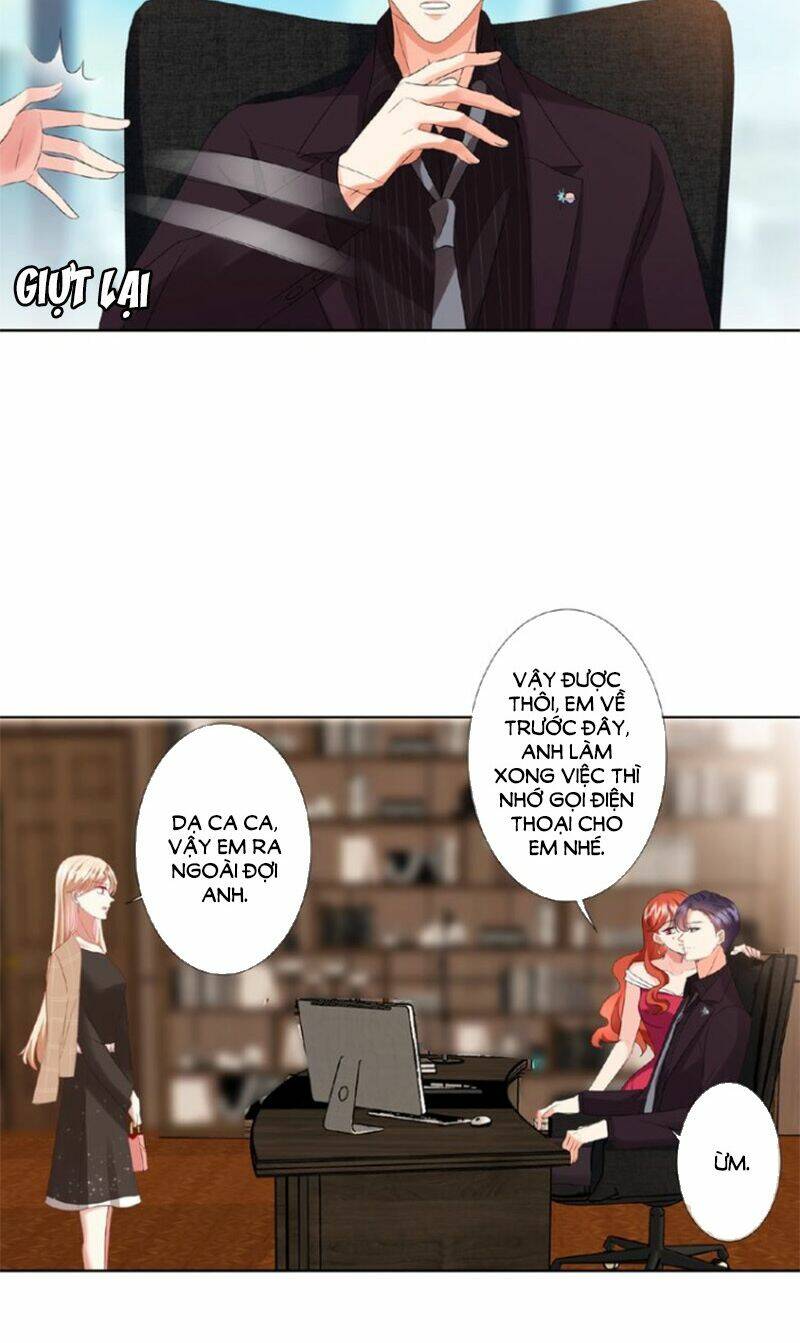 GIỰT LẠI
VẬY ĐƯỢC
THÔI, EM VỀ
TRƯỚC ĐÂY,
ANH LÀM
XONG VIỆC THÌ
NHỚ GỌI ĐIỆN
THOẠI CHO
EM NHÉ.
DẠ CA CA,
VẬY EM RA
NGOÀI ĐỢI
ANH.
ỪM.